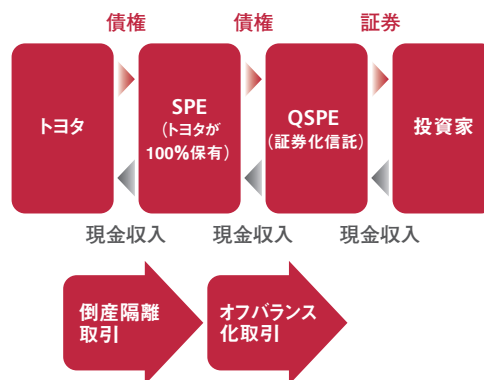 債権 債権 証券
トヨタ
SPE
(トヨタが
100%保有)
QSPE
(証券化信託)
投資家
現金収入 現金収入 現金収入
倒産隔離
取引
オフバランス
化取引